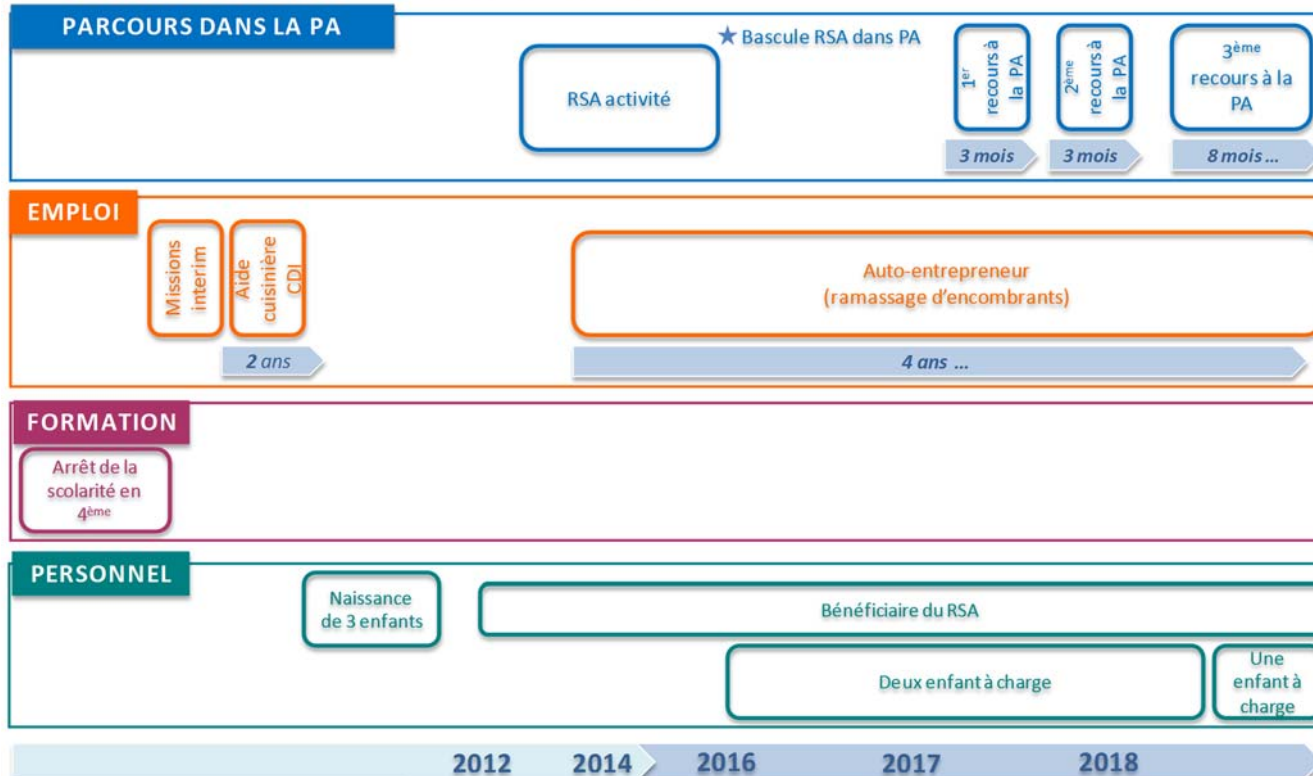 PARCOURS DANS LA PA
★ Bascule RSA dans PA
RSA activité
1er
recours à
la PA
2ème
recours à
la PA
3ème
recours à la
PA
3 mois
3 mois
8 mois ...
EMPLOI
Missions
interim
Aide
cuisinière
CDI
Auto-entrepreneur
(ramassage d'encombrants)
2 ans
4 ans ...
FORMATION
Arrêt de la
scolarité en
4ème
PERSONNEL
Naissance
de 3 enfants
Bénéficiaire du RSA
Deux enfant à charge
Une
enfant à
charge
2012 2014 2016 2017 2018